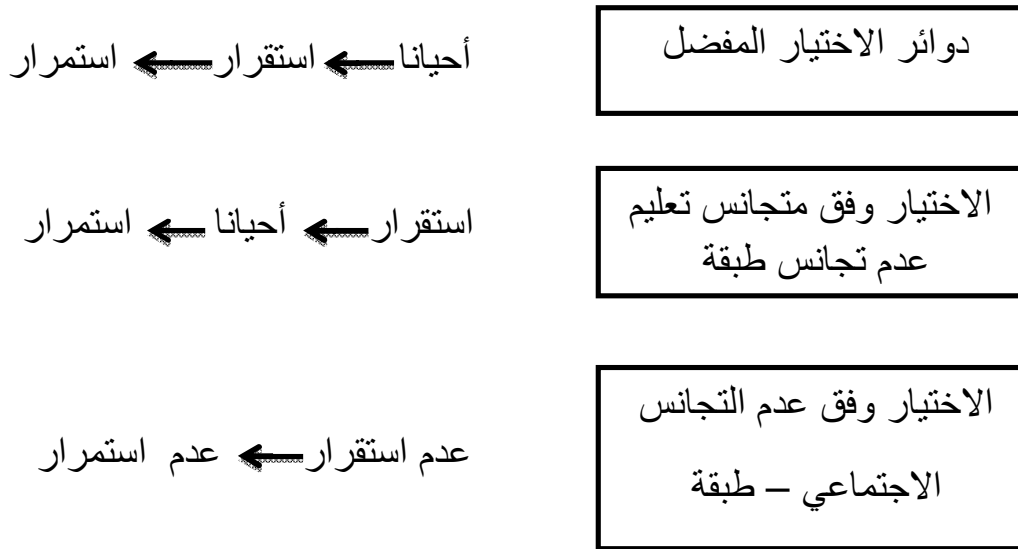 دوائر الاختيار المفضل
أحيانا ← استقرار ← استمرار
الاختيار وفق متجانس تعليم
عدم تجانس طبقة
استقرار ← أحيانا ← استمرار
الاختيار وفق عدم التجانس
الاجتماعي – طبقة
عدم استقرار ← عدم استمرار